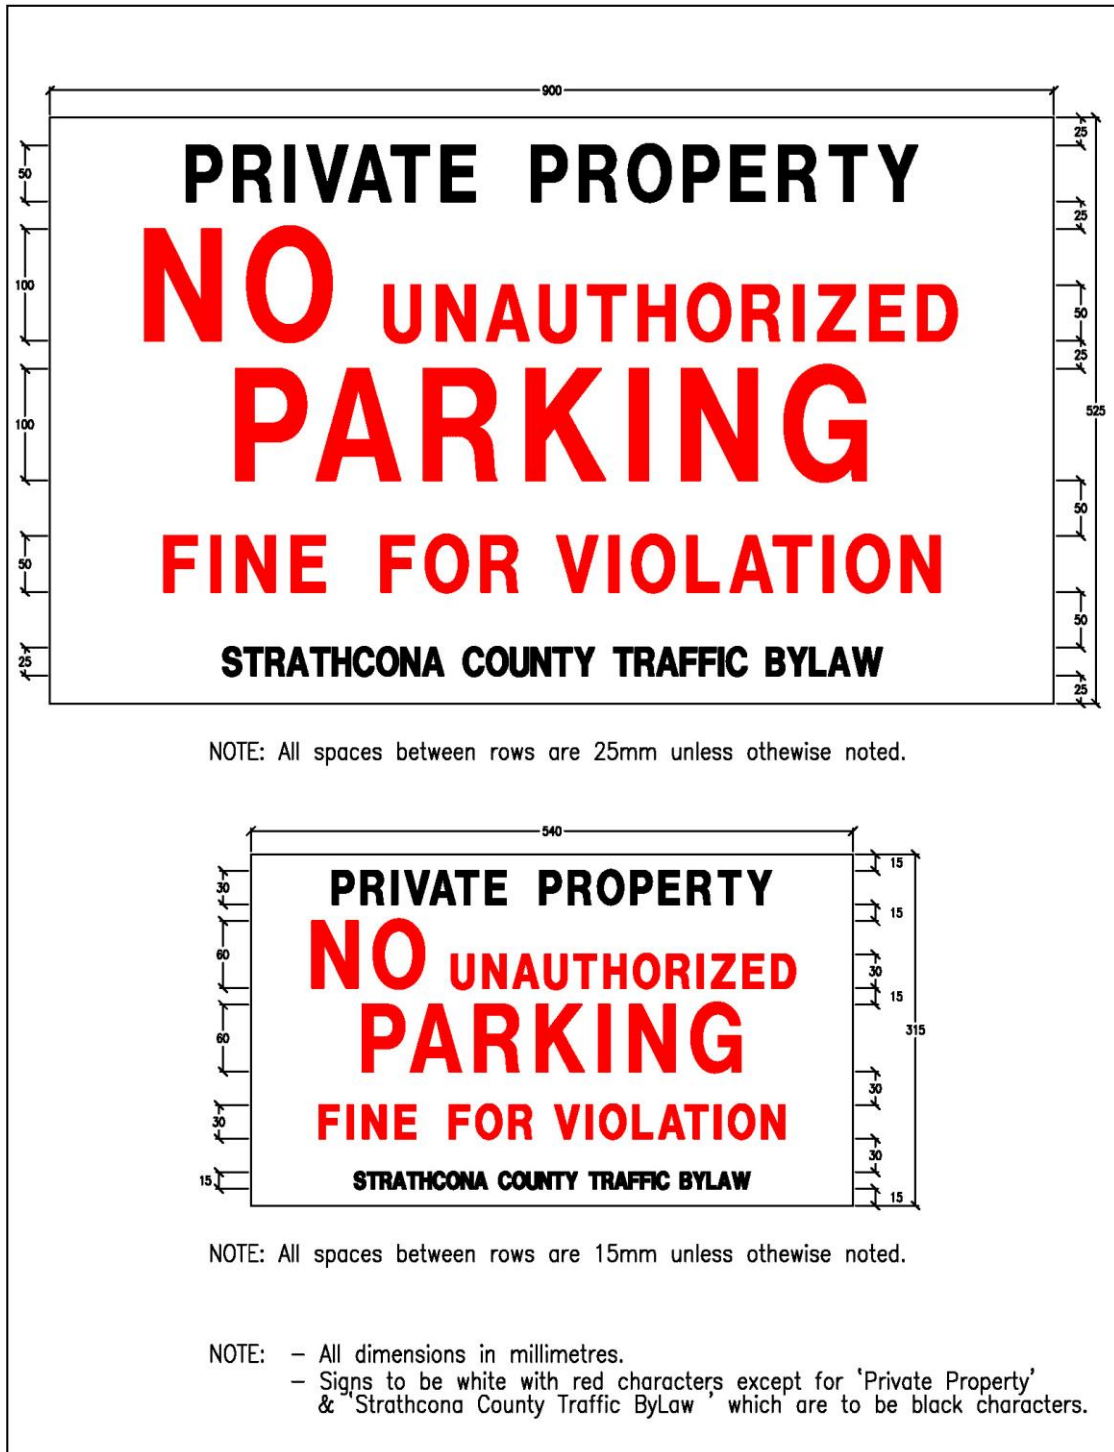 900
25
PRIVATE PROPERTY
50
25
NO UNAUTHORIZED
100
50
25
PARKING
100
525
50
FINE FOR VIOLATION
50
50
STRATHCONA COUNTY TRAFFIC BYLAW
25
25
NOTE: All spaces between rows are 25mm unless othewise noted.
540
15
PRIVATE PROPERTY
30
15
NO UNAUTHORIZED
60
30
15
PARKING
60
315
30
FINE FOR VIOLATION
30
30
STRATHCONA COUNTY TRAFFIC BYLAW
15
15
NOTE: All spaces between rows are 15mm unless othewise noted.
NOTE: – All dimensions in millimetres.
– Signs to be white with red characters except for 'Private Property'
& 'Strathcona County Traffic ByLaw ' which are to be black characters.